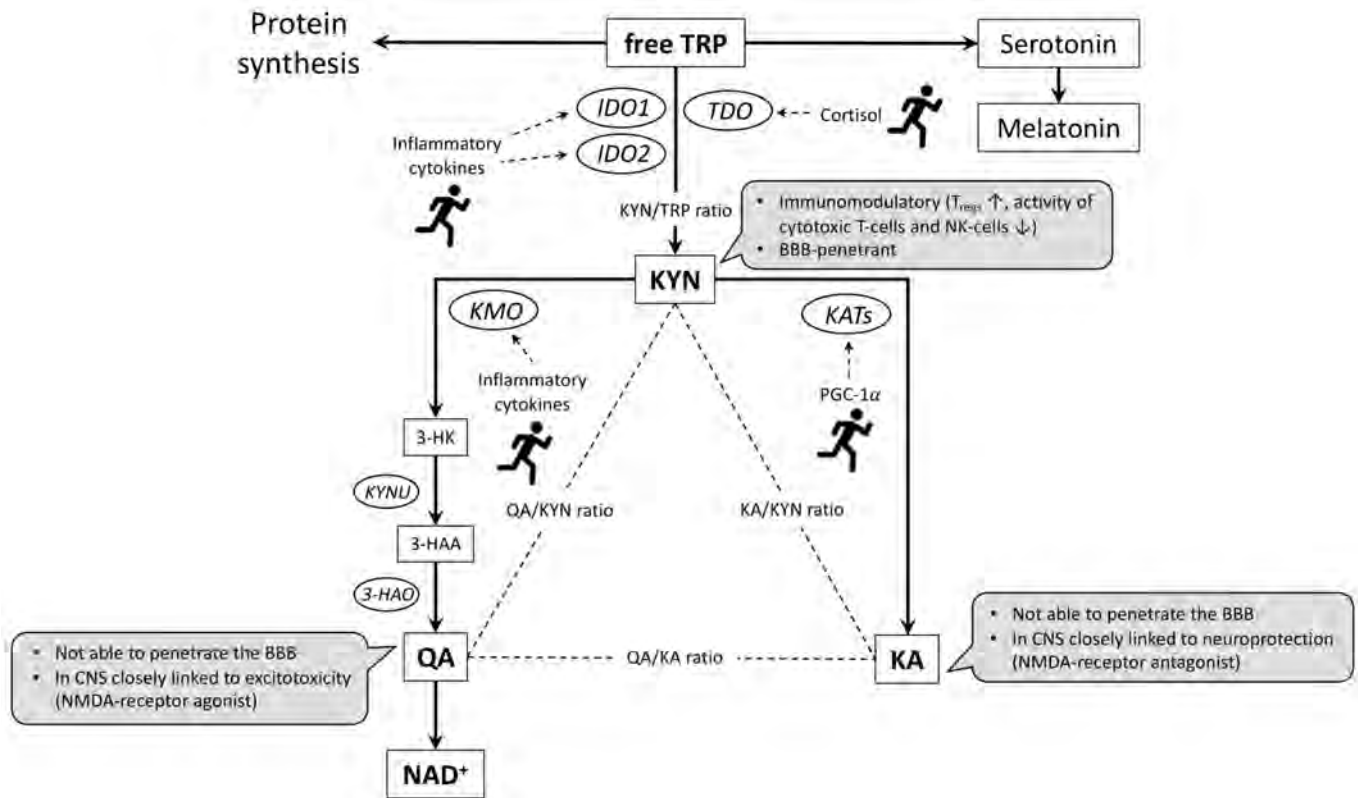 Protein
synthesis
free TRP
Serotonin
Melatonin
IDO1
TDO
Cortisol
Inflammatory
cytokines
IDO2
KYN/TRP ratio
• Immunomodulatory (Tregs ↑, activity of
cytotoxic T-cells and NK-cells ↓)
• BBB-penetrant
KYN
KMO
KATs
Inflammatory
cytokines
PGC-1α
3-HK
KYNU
QA/KYN ratio
KA/KYN ratio
3-HAA
3-HAO
• Not able to penetrate the BBB
• In CNS closely linked to excitotoxicity
(NMDA-receptor agonist)
QA
QA/KA ratio
KA
• Not able to penetrate the BBB
• In CNS closely linked to neuroprotection
(NMDA-receptor antagonist)
NAD⁺